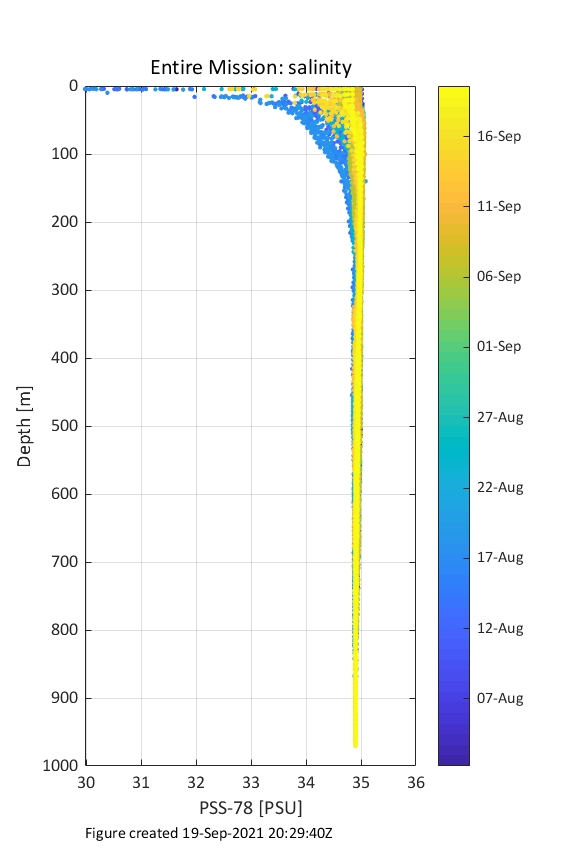 Entire Mission: salinity
0
100
200
300
400
500
600
700
800
900
1000
Depth [m]
30 31 32 33 34 35 36
PSS-78 [PSU]
16-Sep
11-Sep
06-Sep
01-Sep
27-Aug
22-Aug
17-Aug
12-Aug
07-Aug
Figure created 19-Sep-2021 20:29:40Z